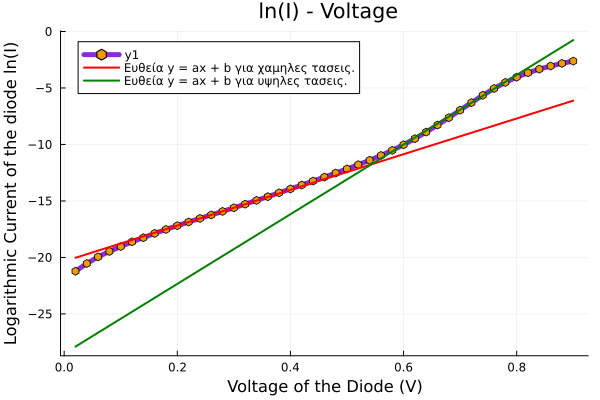 ln(I) - Voltage
Logarithmic Current of the diode ln(I)
0
−5
−10
−15
−20
−25
y1
Ευθεία y = ax + b για χαμηλες τασεις.
Ευθεία y = ax + b για υψηλες τασεις.
0.0 0.2 0.4 0.6 0.8
Voltage of the Diode (V)